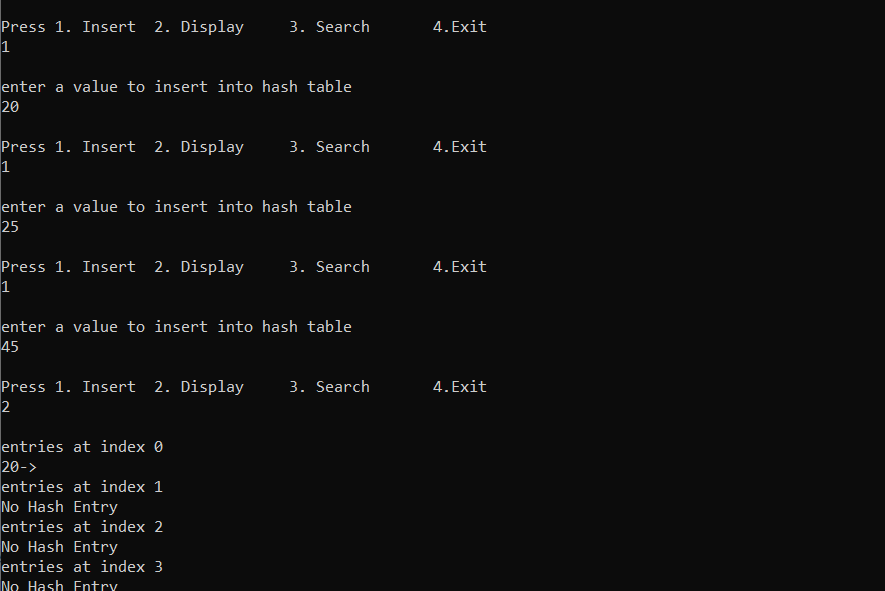 Press 1. Insert  2. Display     3. Search       4.Exit
1
enter a value to insert into hash table
20
Press 1. Insert  2. Display     3. Search       4.Exit
1
enter a value to insert into hash table
25
Press 1. Insert  2. Display     3. Search       4.Exit
1
enter a value to insert into hash table
45
Press 1. Insert  2. Display     3. Search       4.Exit
2
entries at index 0
20->
entries at index 1
No Hash Entry
entries at index 2
No Hash Entry
entries at index 3
No Hash Entry